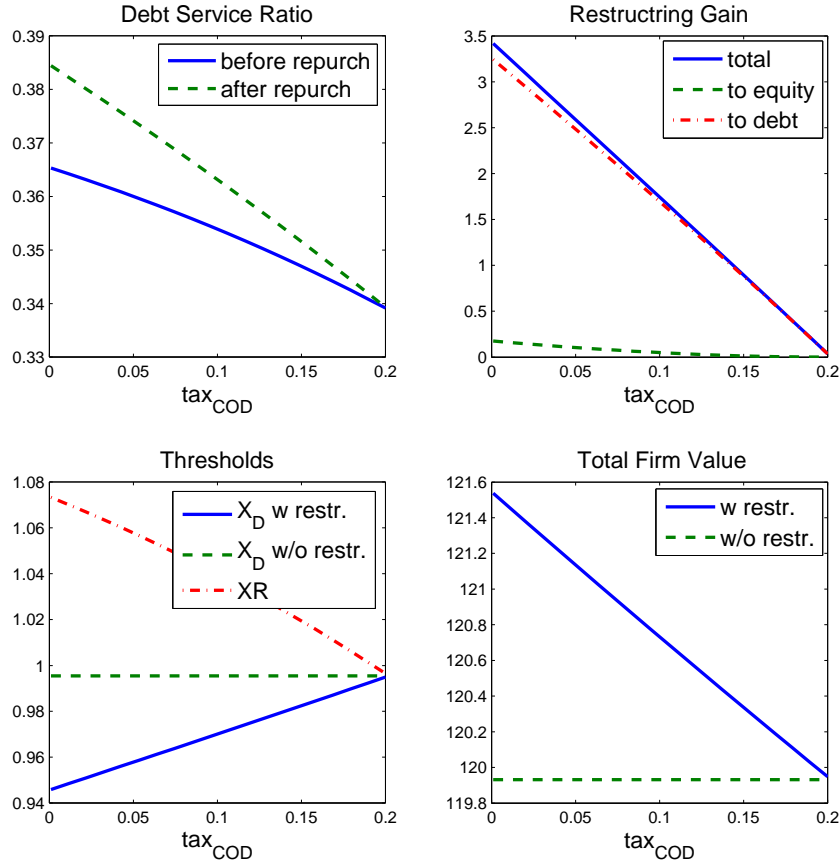 Debt Service Ratio
0.39
0.38
0.37
0.36
0.35
0.34
0.33
before repurch
after repurch
0 0.05 0.1 0.15 0.2
tax_COD
Restructring Gain
3.5
3
2.5
2
1.5
1
0.5
0
total
to equity
to debt
0 0.05 0.1 0.15 0.2
tax_COD
Thresholds
1.08
1.06
1.04
1.02
1
0.98
0.96
0.94
X_D w restr.
X_D w/o restr.
XR
0 0.05 0.1 0.15 0.2
tax_COD
Total Firm Value
121.6
121.4
121.2
121
120.8
120.6
120.4
120.2
120
119.8
w restr.
w/o restr.
0 0.05 0.1 0.15 0.2
tax_COD